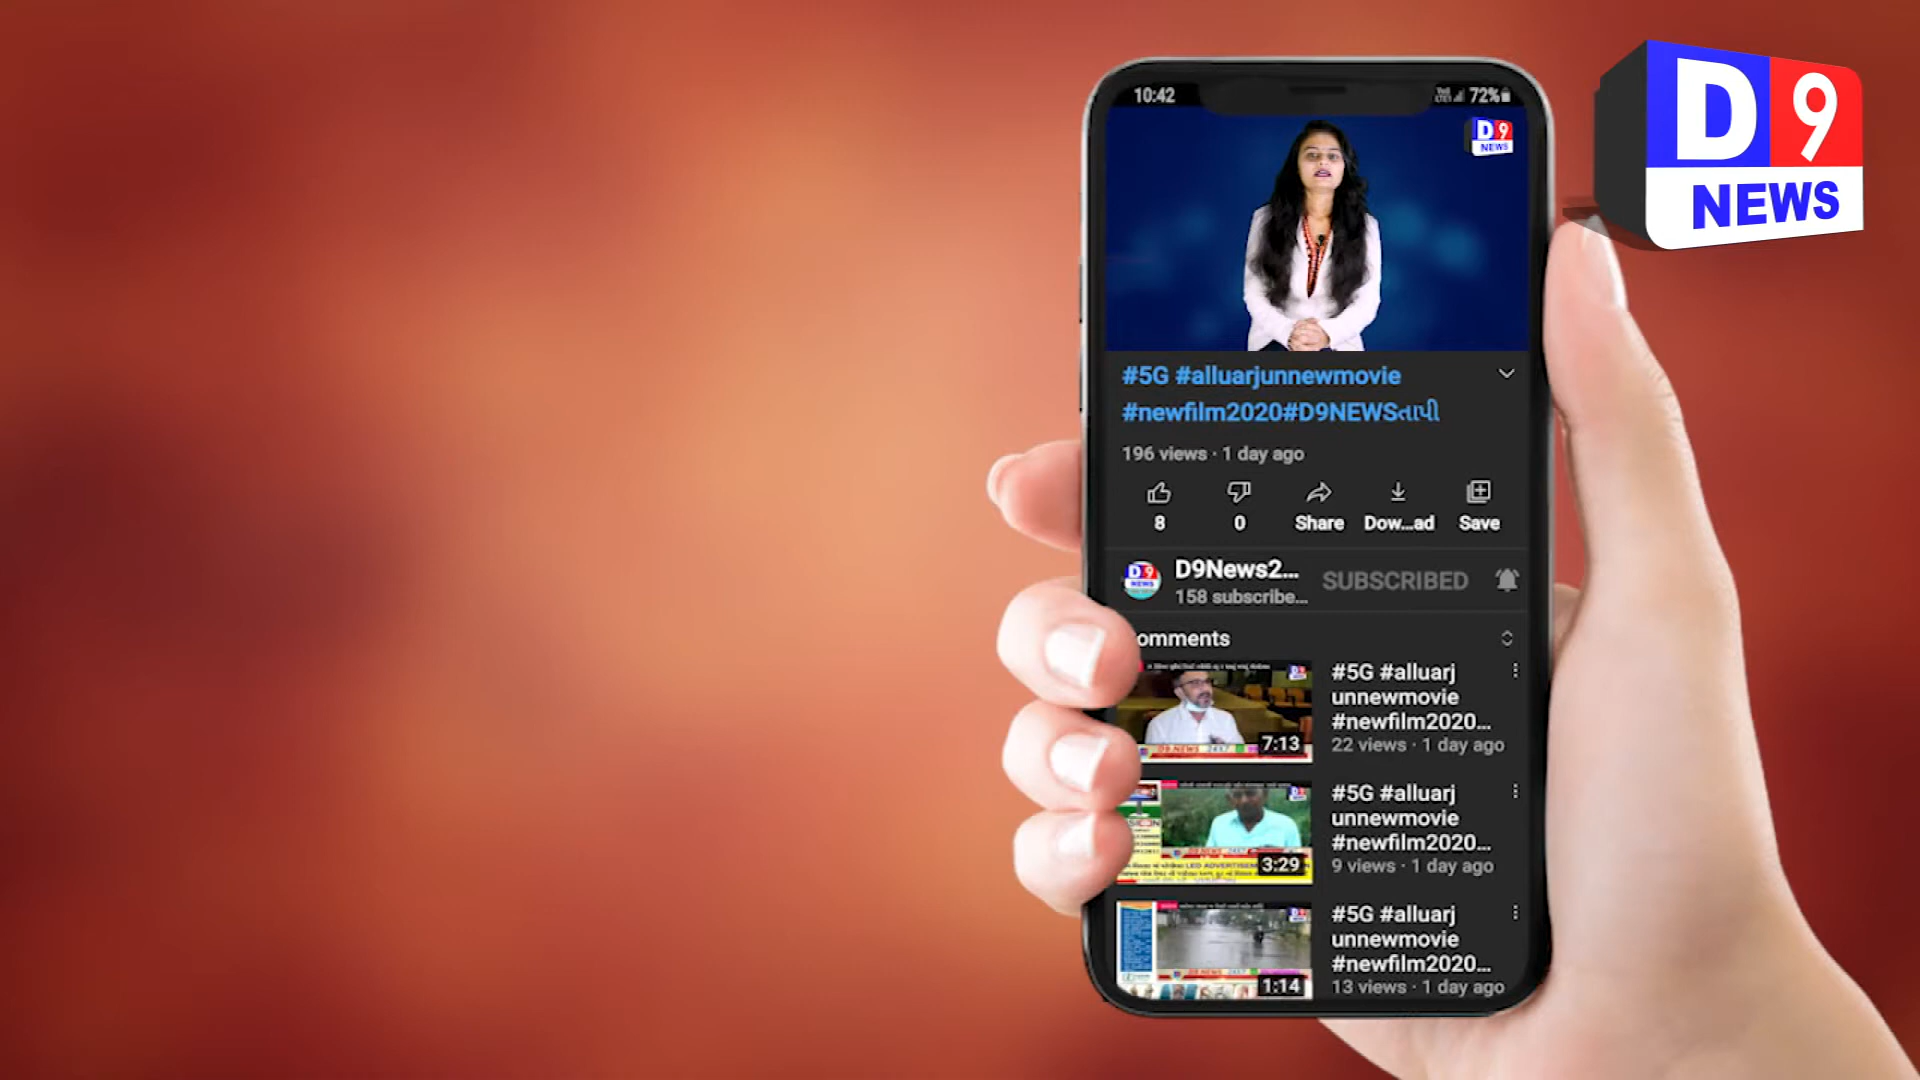 D 9
NEWS
10:42
72%
D 9
NEWS
#5G #alluarjunnewmovie
#newfilm2020#D9NEWSતાપી
196 views · 1 day ago
8
0
Share
Dow...ad
Save
D9News2...
158 subscribe...
SUBSCRIBED
omments
#5G #alluarj
unnewmovie
#newfilm2020...
22 views · 1 day ago
7:13
#5G #alluarj
unnewmovie
#newfilm2020...
9 views · 1 day ago
3:29
#5G #alluarj
unnewmovie
#newfilm2020...
13 views · 1 day ago
1:14